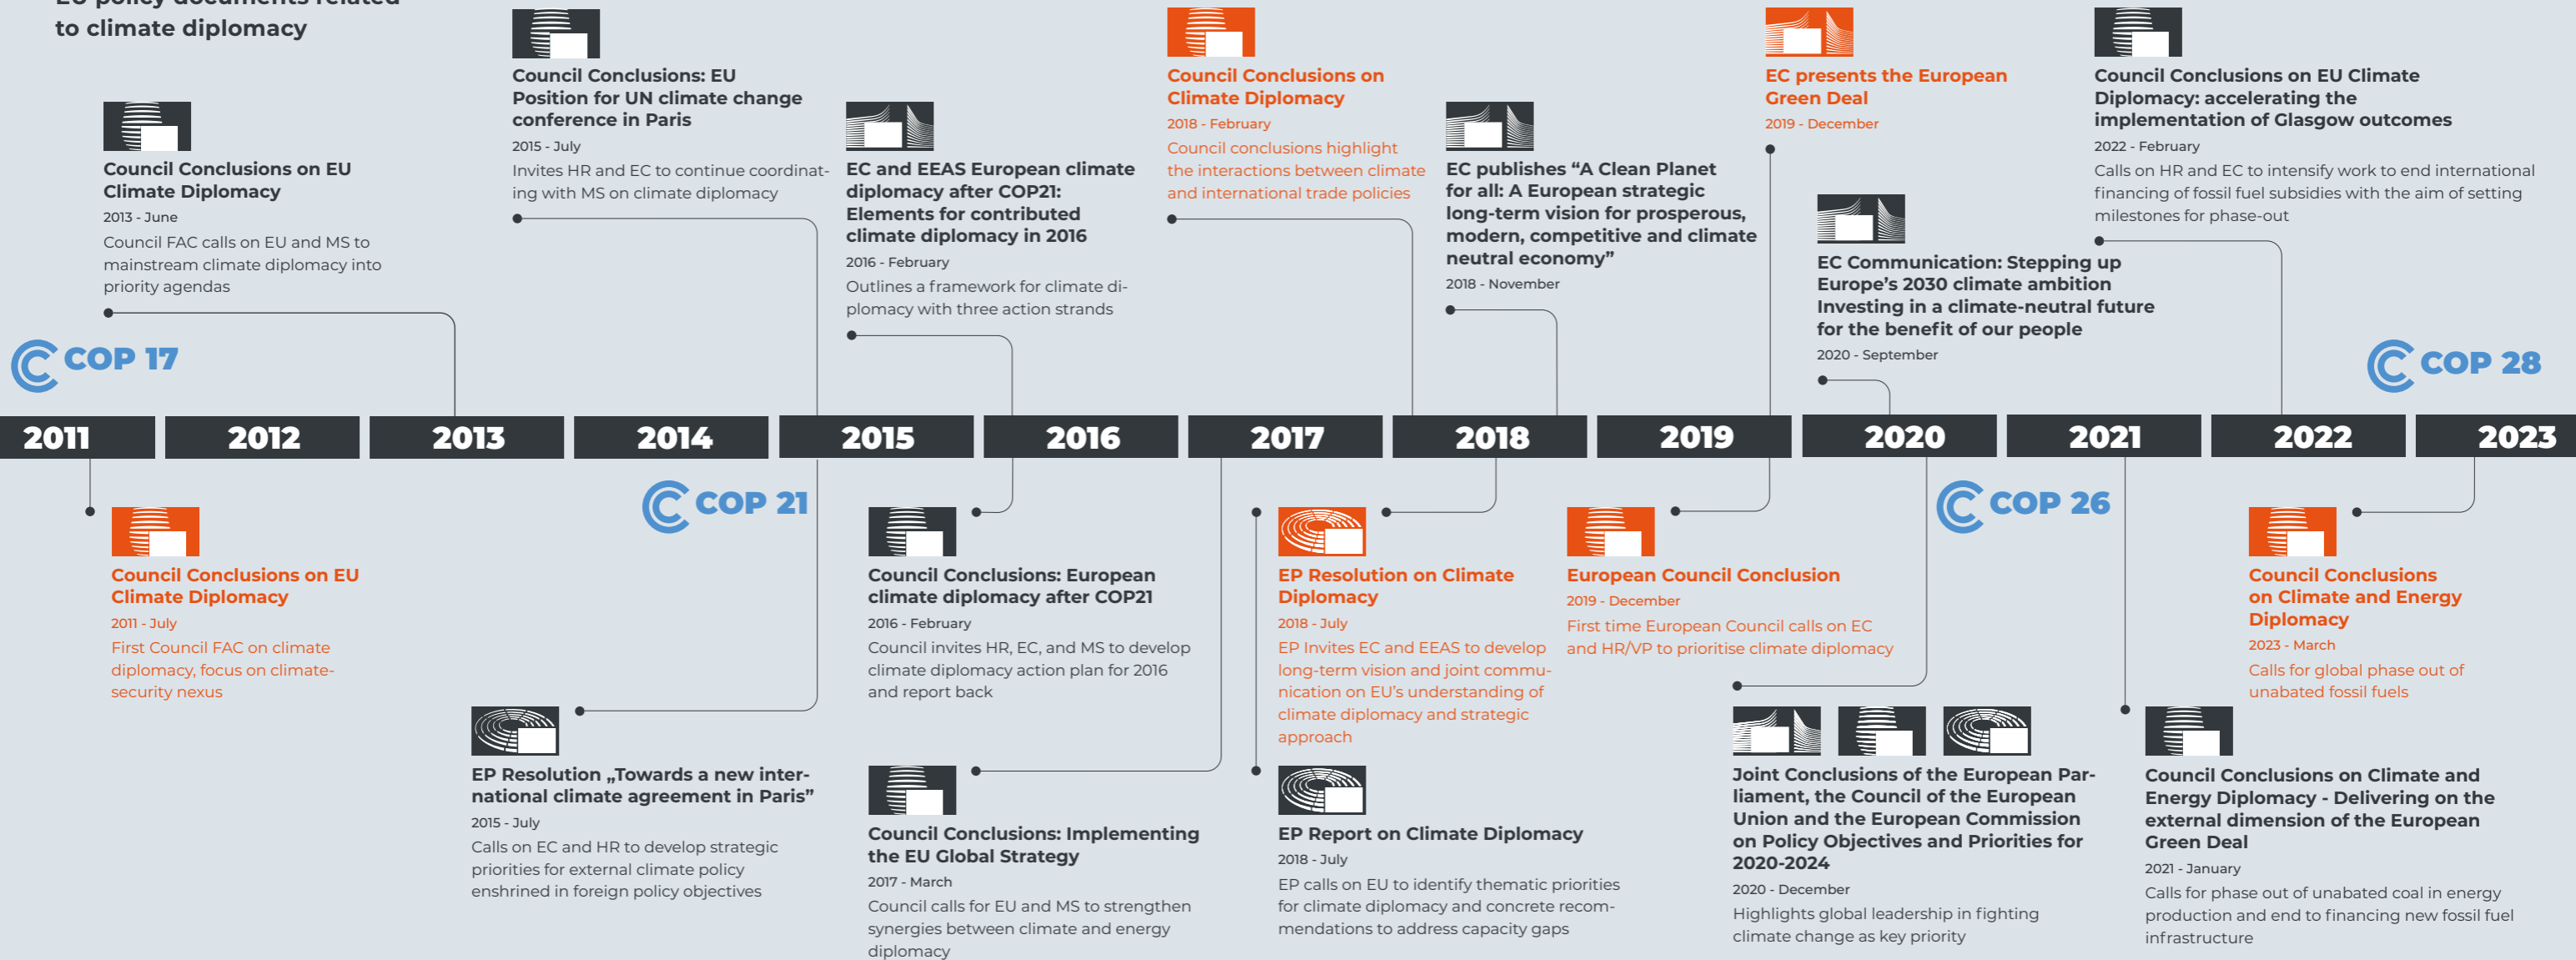 EU policy documents related
to climate diplomacy
Council Conclusions on EU
Climate Diplomacy
2013 - June
Council FAC calls on EU and MS to
mainstream climate diplomacy into
priority agendas
Council Conclusions: EU
Position for UN climate change
conference in Paris
2015 - July
Invites HR and EC to continue coordinat-
ing with MS on climate diplomacy
EC and EEAS European climate
diplomacy after COP21:
Elements for contributed
climate diplomacy in 2016
2016 - February
Outlines a framework for climate di-
plomacy with three action strands
Council Conclusions on
Climate Diplomacy
2018 - February
Council conclusions highlight
the interactions between climate
and international trade policies
EC publishes “A Clean Planet
for all: A European strategic
long-term vision for prosperous,
modern, competitive and climate
neutral economy”
2018 - November
EC presents the European
Green Deal
2019 - December
EC Communication: Stepping up
Europe’s 2030 climate ambition
Investing in a climate-neutral future
for the benefit of our people
2020 - September
Council Conclusions on EU Climate
Diplomacy: accelerating the
implementation of Glasgow outcomes
2022 - February
Calls on HR and EC to intensify work to end international
financing of fossil fuel subsidies with the aim of setting
milestones for phase-out
COP 17
COP 28
2011 2012 2013 2014 2015 2016 2017 2018 2019 2020 2021 2022 2023
COP 21
COP 26
Council Conclusions on EU
Climate Diplomacy
2011 - July
First Council FAC on climate
diplomacy, focus on climate-
security nexus
EP Resolution „Towards a new inter-
national climate agreement in Paris”
2015 - July
Calls on EC and HR to develop strategic
priorities for external climate policy
enshrined in foreign policy objectives
Council Conclusions: European
climate diplomacy after COP21
2016 - February
Council invites HR, EC, and MS to develop
climate diplomacy action plan for 2016
and report back
Council Conclusions: Implementing
the EU Global Strategy
2017 - March
Council calls for EU and MS to strengthen
synergies between climate and energy
diplomacy
EP Resolution on Climate
Diplomacy
2018 - July
EP Invites EC and EEAS to develop
long-term vision and joint commu-
nication on EU’s understanding of
climate diplomacy and strategic
approach
EP Report on Climate Diplomacy
2018 - July
EP calls on EU to identify thematic priorities
for climate diplomacy and concrete recom-
mendations to address capacity gaps
European Council Conclusion
2019 - December
First time European Council calls on EC
and HR/VP to prioritise climate diplomacy
Joint Conclusions of the European Par-
liament, the Council of the European
Union and the European Commission
on Policy Objectives and Priorities for
2020-2024
2020 - December
Highlights global leadership in fighting
climate change as key priority
Council Conclusions on Climate and
Energy Diplomacy - Delivering on the
external dimension of the European
Green Deal
2021 - January
Calls for phase out of unabated coal in energy
production and end to financing new fossil fuel
infrastructure
Council Conclusions
on Climate and Energy
Diplomacy
2023 - March
Calls for global phase out of
unabated fossil fuels